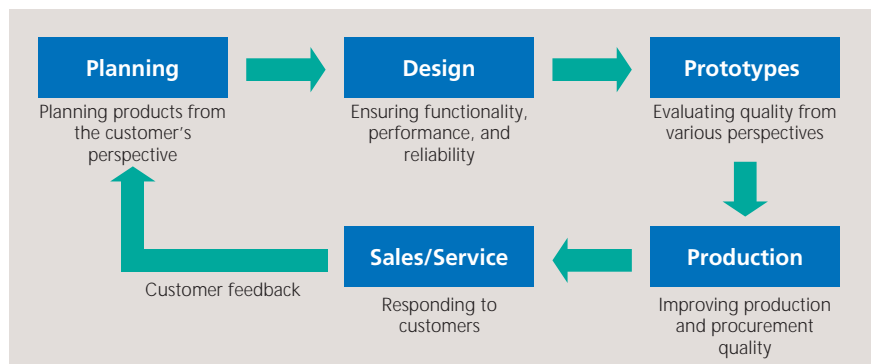 Planning
Planning products from
the customer's
perspective
Design
Ensuring functionality,
performance, and
reliability
Prototypes
Evaluating quality from
various perspectives
Production
Improving production
and procurement
quality
Sales/Service
Responding to
customers
Customer feedback